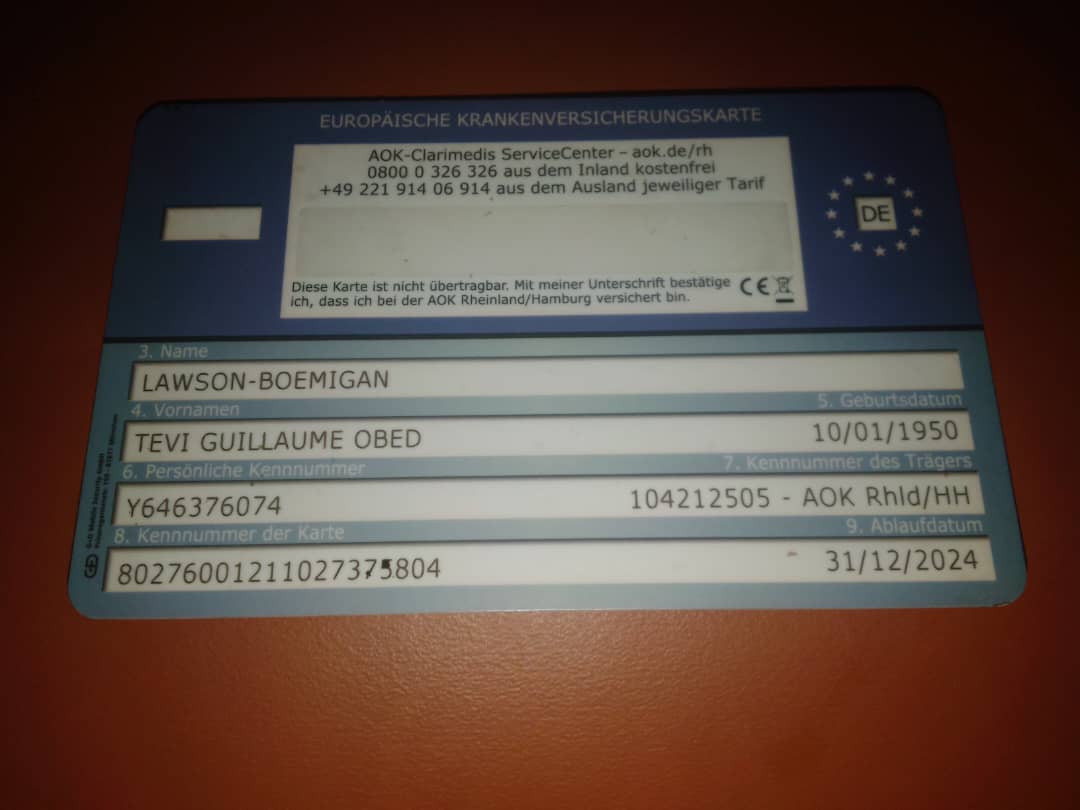 EUROPÄISCHE KRANKENVERSICHERUNGSKARTE
AOK-Clarimedis ServiceCenter – aok.de/rh
0800 0 326 326 aus dem Inland kostenfrei
+49 221 914 06 914 aus dem Ausland jeweiliger Tarif
DE
Diese Karte ist nicht übertragbar. Mit meiner Unterschrift bestätige
ich, dass ich bei der AOK Rheinland/Hamburg versichert bin.
CE
3. Name
LAWSON-BOEMIGAN
4. Vornamen 5. Geburtsdatum
TEVI GUILLAUME OBED 10/01/1950
6. Persönliche Kennnummer 7. Kennnummer des Trägers
Y646376074 104212505 - AOK Rhld/HH
8. Kennnummer der Karte 9. Ablaufdatum
80276001211027375804 31/12/2024
G+D Mobile Security GmbH